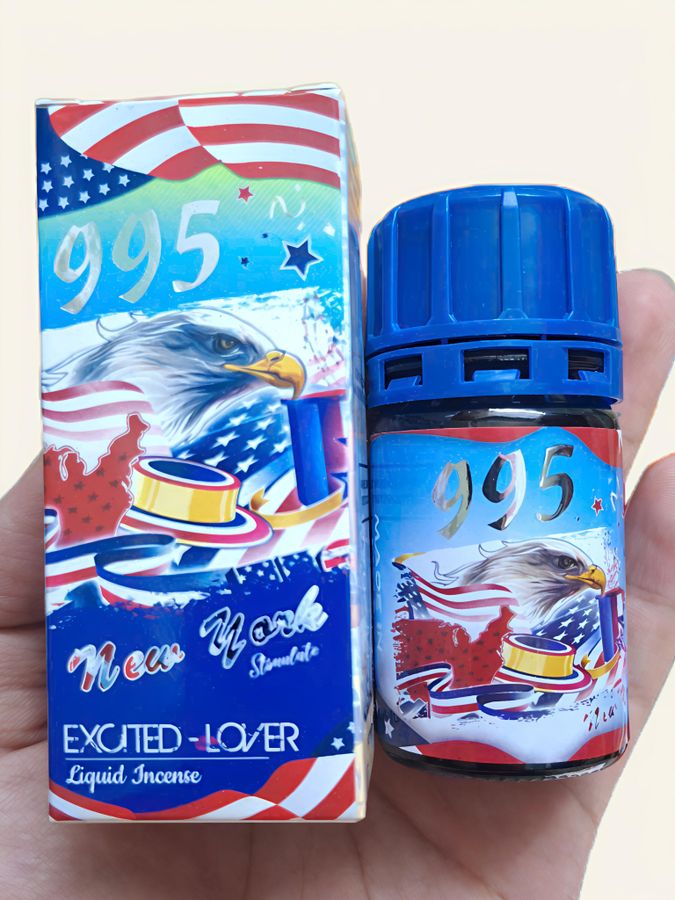 995
New York
Stimulate
EXCITED - LOVER
Liquid Incense
995